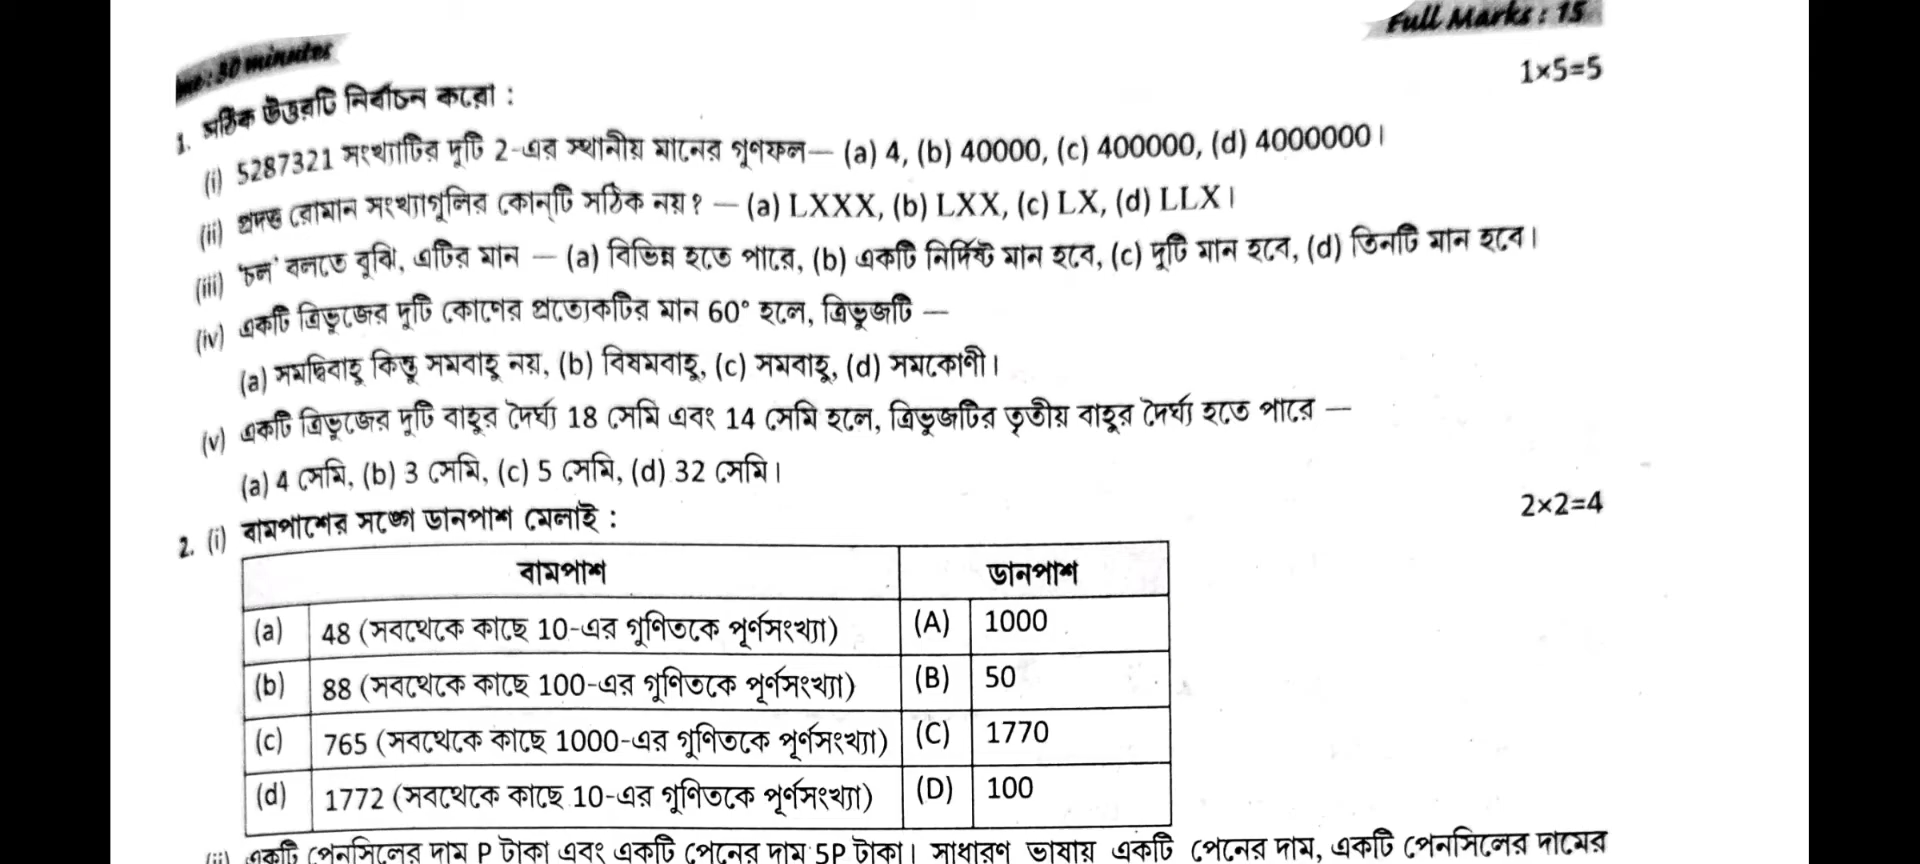 Full Marks : 15
30 minutes
1×5=5
1. সঠিক উত্তরটি নির্বাচন করো :
(i) 5287321 সংখ্যাটির দুটি 2-এর স্থানীয় মানের গুণফল— (a) 4, (b) 40000, (c) 400000, (d) 4000000।
(ii) প্রদত্ত রোমান সংখ্যাগুলির কোন্‌টি সঠিক নয়? — (a) LXXX, (b) LXX, (c) LX, (d) LLX।
(iii) 'চল' বলতে বুঝি, এটির মান — (a) বিভিন্ন হতে পারে, (b) একটি নির্দিষ্ট মান হবে, (c) দুটি মান হবে, (d) তিনটি মান হবে।
(iv) একটি ত্রিভুজের দুটি কোণের প্রত্যেকটির মান 60° হলে, ত্রিভুজটি —
(a) সমদ্বিবাহু কিন্তু সমবাহু নয়, (b) বিষমবাহু, (c) সমবাহু, (d) সমকোণী।
(v) একটি ত্রিভুজের দুটি বাহুর দৈর্ঘ্য 18 সেমি এবং 14 সেমি হলে, ত্রিভুজটির তৃতীয় বাহুর দৈর্ঘ্য হতে পারে —
(a) 4 সেমি, (b) 3 সেমি, (c) 5 সেমি, (d) 32 সেমি।
2. (i) বামপাশের সঙ্গে ডানপাশ মেলাই :
2×2=4
বামপাশ ডানপাশ
(a) 48 (সবথেকে কাছে 10-এর গুণিতকে পূর্ণসংখ্যা) (A) 1000
(b) 88 (সবথেকে কাছে 100-এর গুণিতকে পূর্ণসংখ্যা) (B) 50
(c) 765 (সবথেকে কাছে 1000-এর গুণিতকে পূর্ণসংখ্যা) (C) 1770
(d) 1772 (সবথেকে কাছে 10-এর গুণিতকে পূর্ণসংখ্যা) (D) 100
(ii) একটি পেনসিলের দাম P টাকা এবং একটি পেনের দাম 5P টাকা। সাধারণ ভাষায় একটি পেনের দাম, একটি পেনসিলের দামের